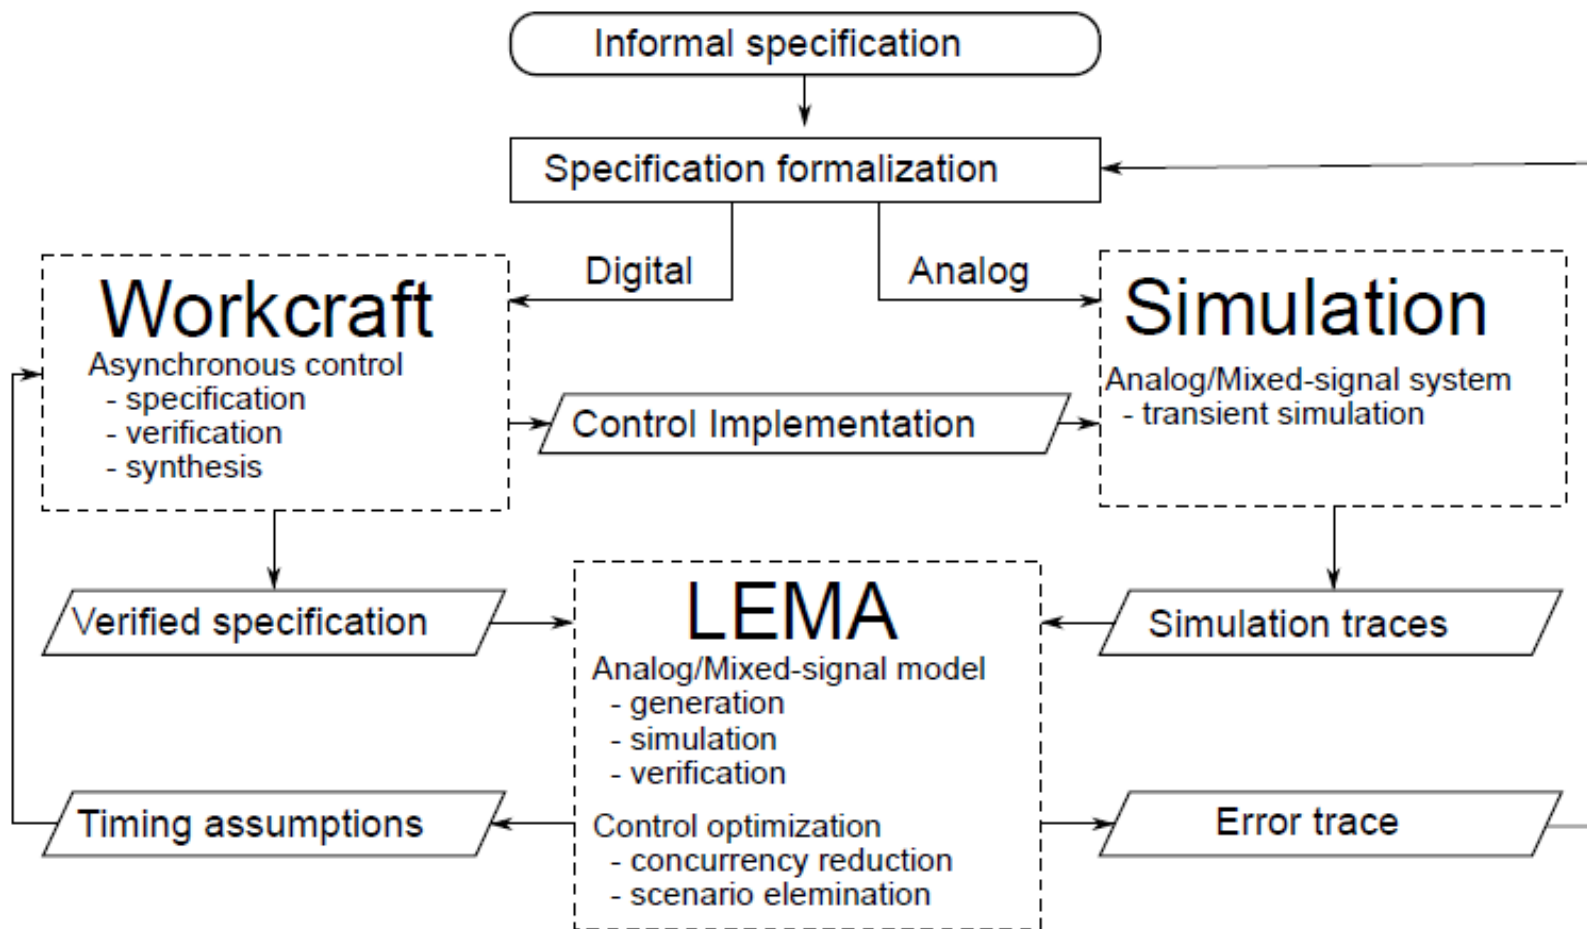 Informal specification
Specification formalization
Digital
Analog
Workcraft
Asynchronous control
- specification
- verification
- synthesis
Control Implementation
Simulation
Analog/Mixed-signal system
- transient simulation
Verified specification
LEMA
Analog/Mixed-signal model
- generation
- simulation
- verification
Control optimization
- concurrency reduction
- scenario elemination
Simulation traces
Timing assumptions
Error trace